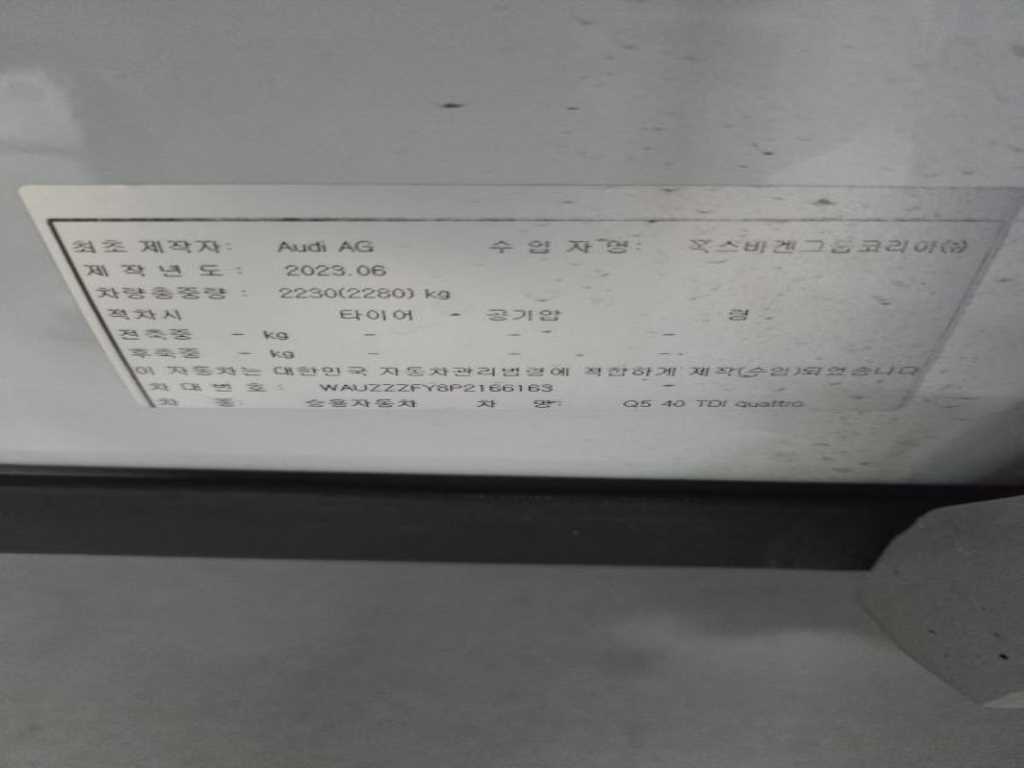 최초 제작자: Audi AG 수 입 자 명: 폭스바겐그룹코리아(주)
제 작 년 도 : 2023.06
차량총중량 : 2230(2280) kg
적차시 타이어 - 공기압 림
전축중 - kg - - -
후축중 - kg - - -
이 자동차는 대한민국 자동차관리법령에 적합하게 제작(수입)되었습니다
차 대 번 호 : WAUZZZFY8P2166163
차 종: 승용자동차 차 명: Q5 40 TDI quattro